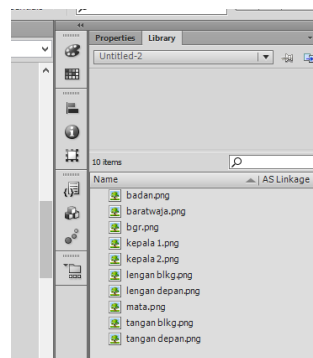 Properties Library
Untitled-2
10 items
Name AS Linkage
badan.png
baratwaja.png
bgr.png
kepala 1.png
kepala 2.png
lengan blkg.png
lengan depan.png
mata.png
tangan blkg.png
tangan depan.png